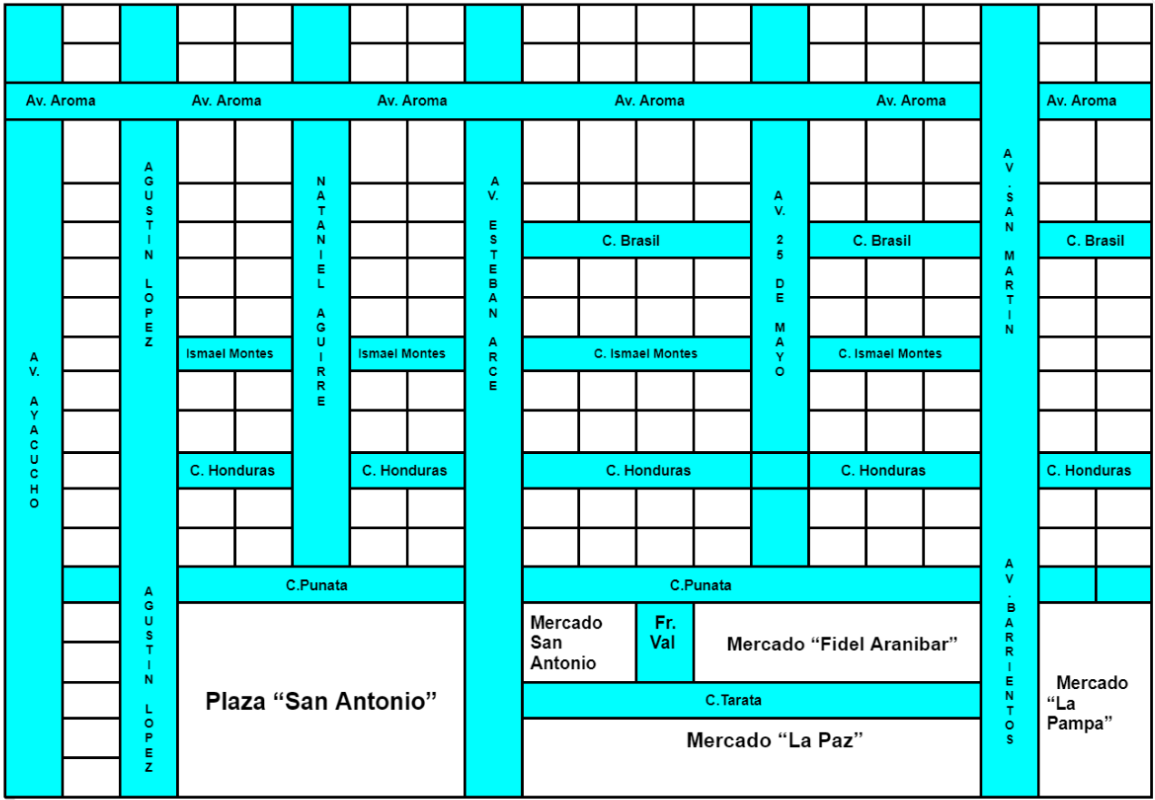 Av. Aroma
Av. Aroma
Av. Aroma
Av. Aroma
Av. Aroma
Av. Aroma
AV. AYACUCHO
AGUSTIN LOPEZ
NATANIEL AGUIRRE
AV. ESTEBAN ARCE
AV. 25 DE MAYO
AV.SAN MARTIN
C. Brasil
C. Brasil
C. Brasil
Ismael Montes
Ismael Montes
C. Ismael Montes
C. Ismael Montes
C. Honduras
C. Honduras
C. Honduras
C. Honduras
C. Honduras
AGUSTIN LOPEZ
C.Punata
C.Punata
AV.BARRIENTOS
Mercado
San
Antonio
Fr.
Val
Mercado “Fidel Aranibar”
Plaza “San Antonio”
C.Tarata
Mercado “La Paz”
Mercado
“La
Pampa”